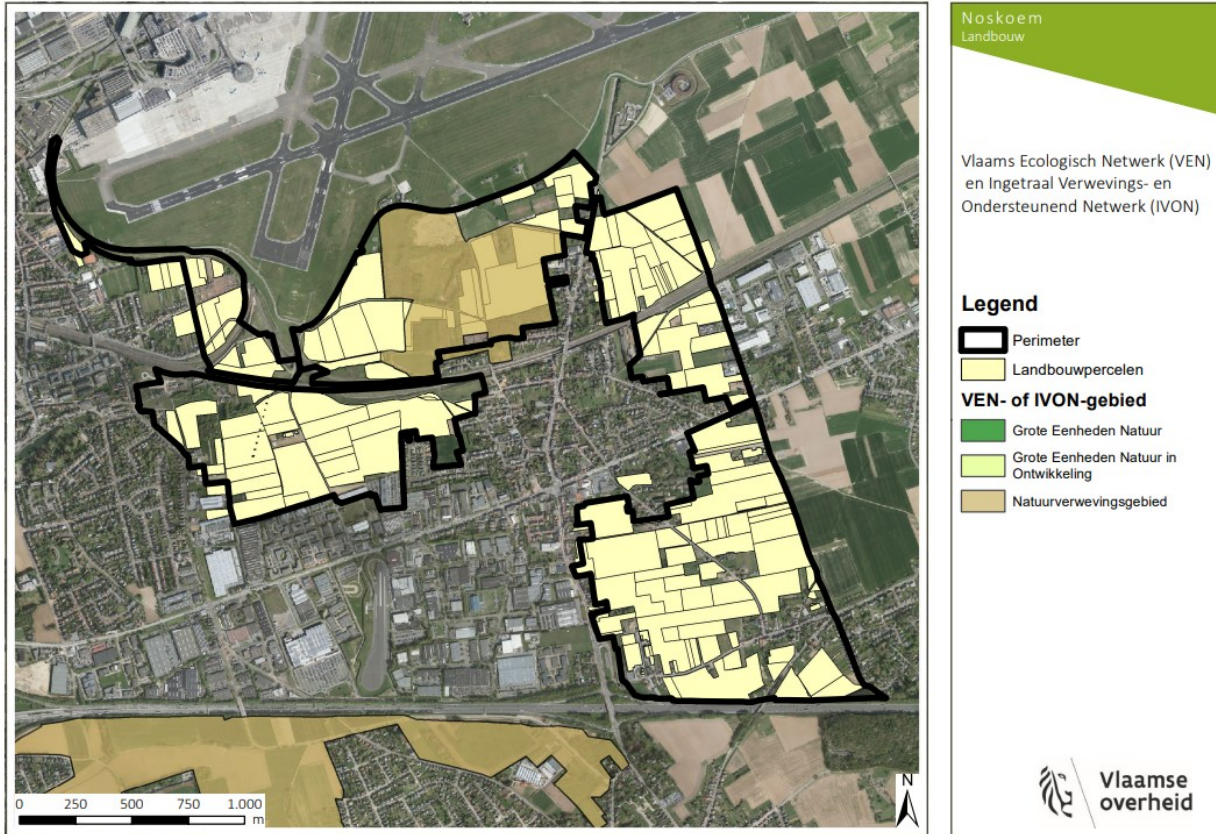 Noskoem
Landbouw
Vlaams Ecologisch Netwerk (VEN)
en Ingetraal Verwevings- en
Ondersteunend Netwerk (IVON)
Legend
Perimeter
Landbouwpercelen
VEN- of IVON-gebied
Grote Eenheden Natuur
Grote Eenheden Natuur in
Ontwikkeling
Natuurverwevingsgebied
0 250 500 750 1.000
m
N
Vlaamse
overheid